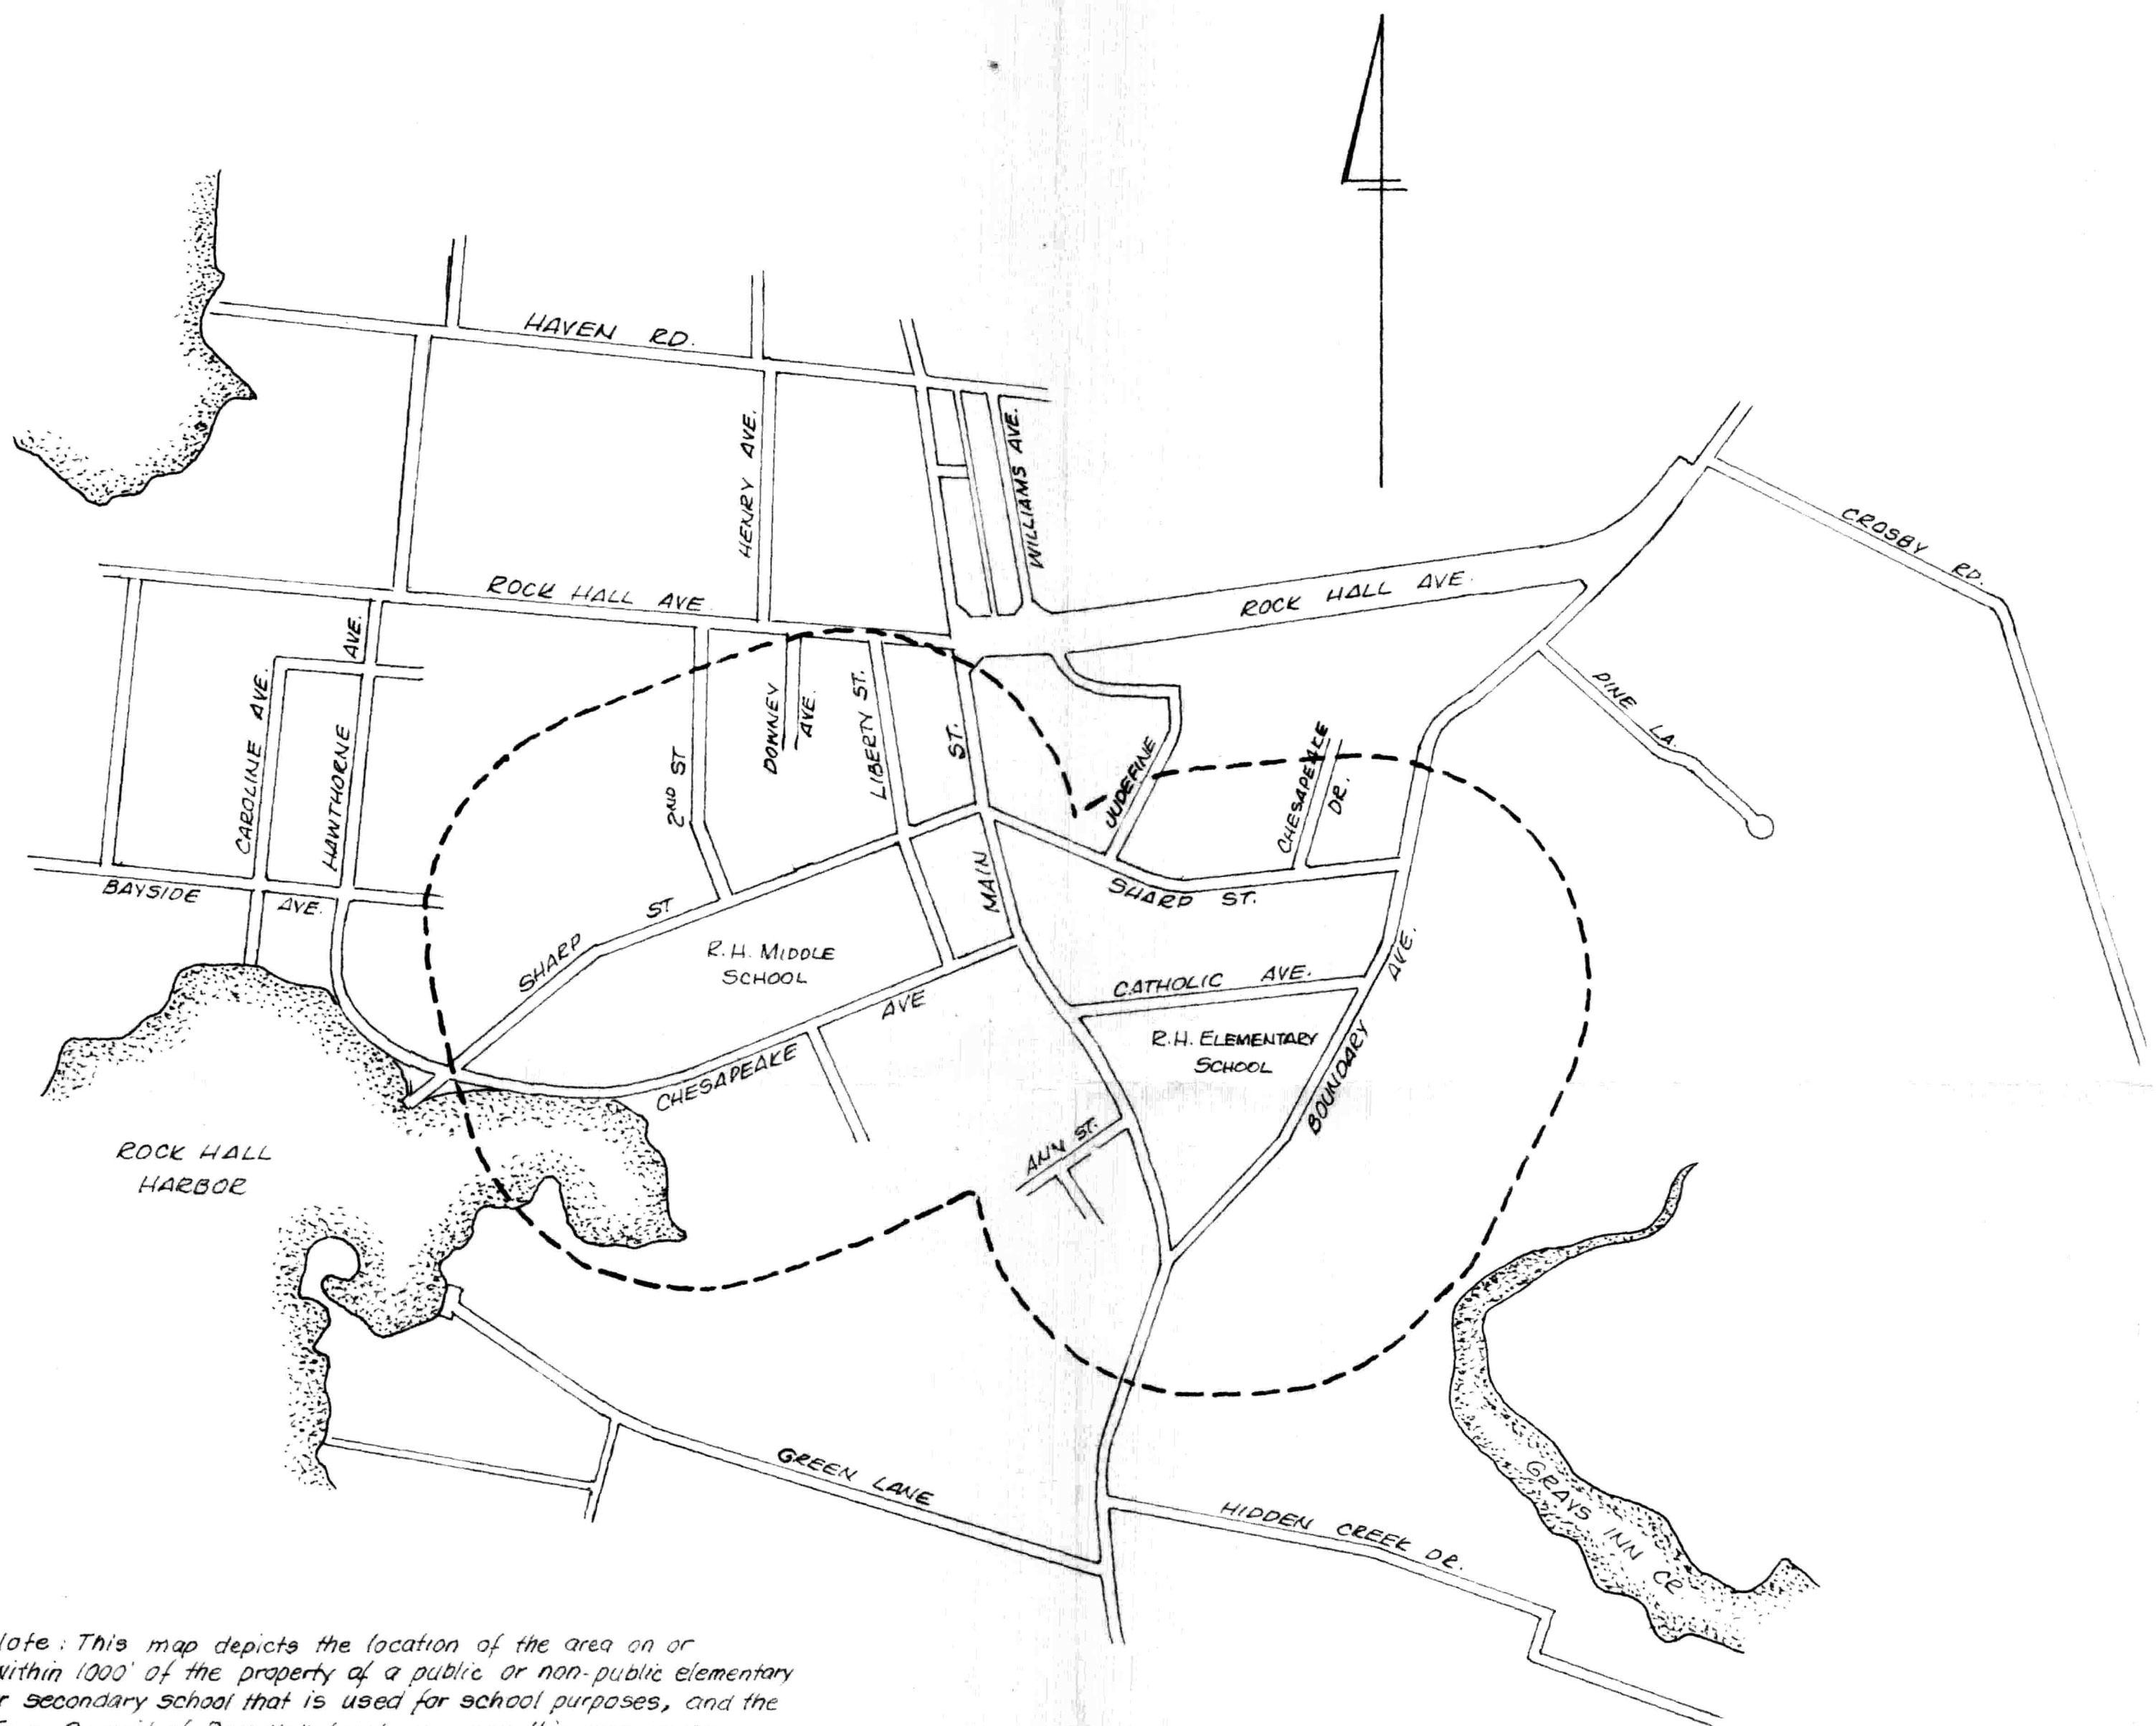 HAVEN RD.
HENRY AVE.
WILLIAMS AVE.
CROSBY RD.
ROCK HALL AVE
ROCK HALL AVE.
AVE.
CAROLINE AVE.
HAWTHORNE
2ND ST
DOWNEY
AVE.
LIBERTY ST.
ST.
JUDEFINE
CHESAPEAKE
DR.
PINE LA.
BAYSIDE
AVE.
SHARP
ST
MAIN
SHARP ST.
R.H. MIDDLE
SCHOOL
CATHOLIC AVE.
AVE.
BOUNDARY
CHESAPEAKE
AVE
R.H. ELEMENTARY
SCHOOL
ANN ST.
ROCK HALL
HARBOR
GREEN LANE
HIDDEN CREEK DR.
GRAYS INN CR
Note: This map depicts the location of the area on or
within 1000' of the property of a public or non-public elementary
or secondary school that is used for school purposes, and the